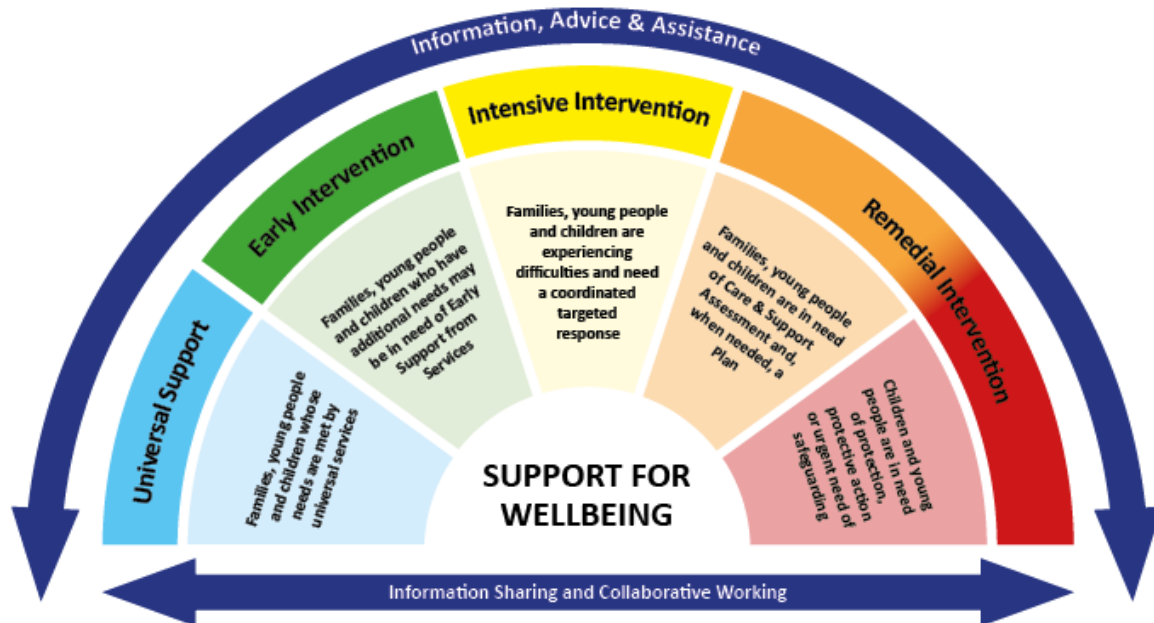 Information, Advice & Assistance
Universal Support
Early Intervention
Intensive Intervention
Remedial Intervention
Families, young people
and children whose
needs are met by
universal services
Families, young people
and children who have
additional needs may
be in need of Early
Support from
Services
Families, young people
and children are
experiencing
difficulties and need
a coordinated
targeted
response
Families, young people
and children are in need
of Care & Support
Assessment and,
when needed, a
Plan
Children and young
people are in need
of protection,
protective action
or urgent need of
safeguarding
SUPPORT FOR
WELLBEING
Information Sharing and Collaborative Working